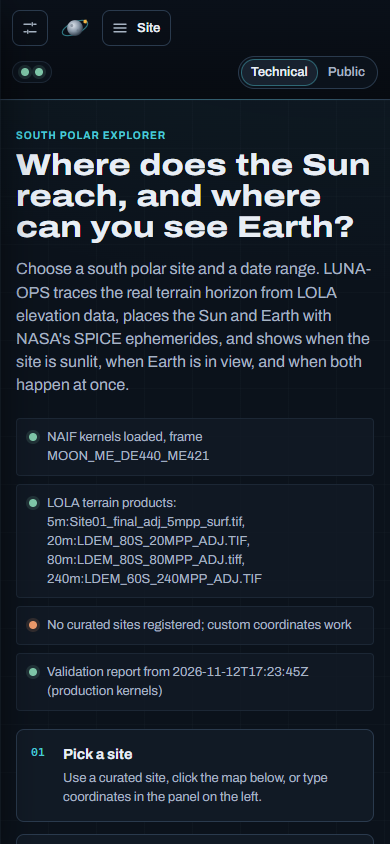 Site
Technical
Public
SOUTH POLAR EXPLORER
Where does the Sun
reach, and where
can you see Earth?
Choose a south polar site and a date range. LUNA-
OPS traces the real terrain horizon from LOLA
elevation data, places the Sun and Earth with
NASA's SPICE ephemerides, and shows when the
site is sunlit, when Earth is in view, and when both
happen at once.
NAIF kernels loaded, frame
MOON_ME_DE440_ME421
LOLA terrain products:
5m:Site01_final_adj_5mpp_surf.tif,
20m:LDEM_80S_20MPP_ADJ.TIF,
80m:LDEM_80S_80MPP_ADJ.tiff,
240m:LDEM_60S_240MPP_ADJ.TIF
No curated sites registered; custom coordinates work
Validation report from 2026-11-12T17:23:45Z
(production kernels)
01
Pick a site
Use a curated site, click the map below, or type
coordinates in the panel on the left.